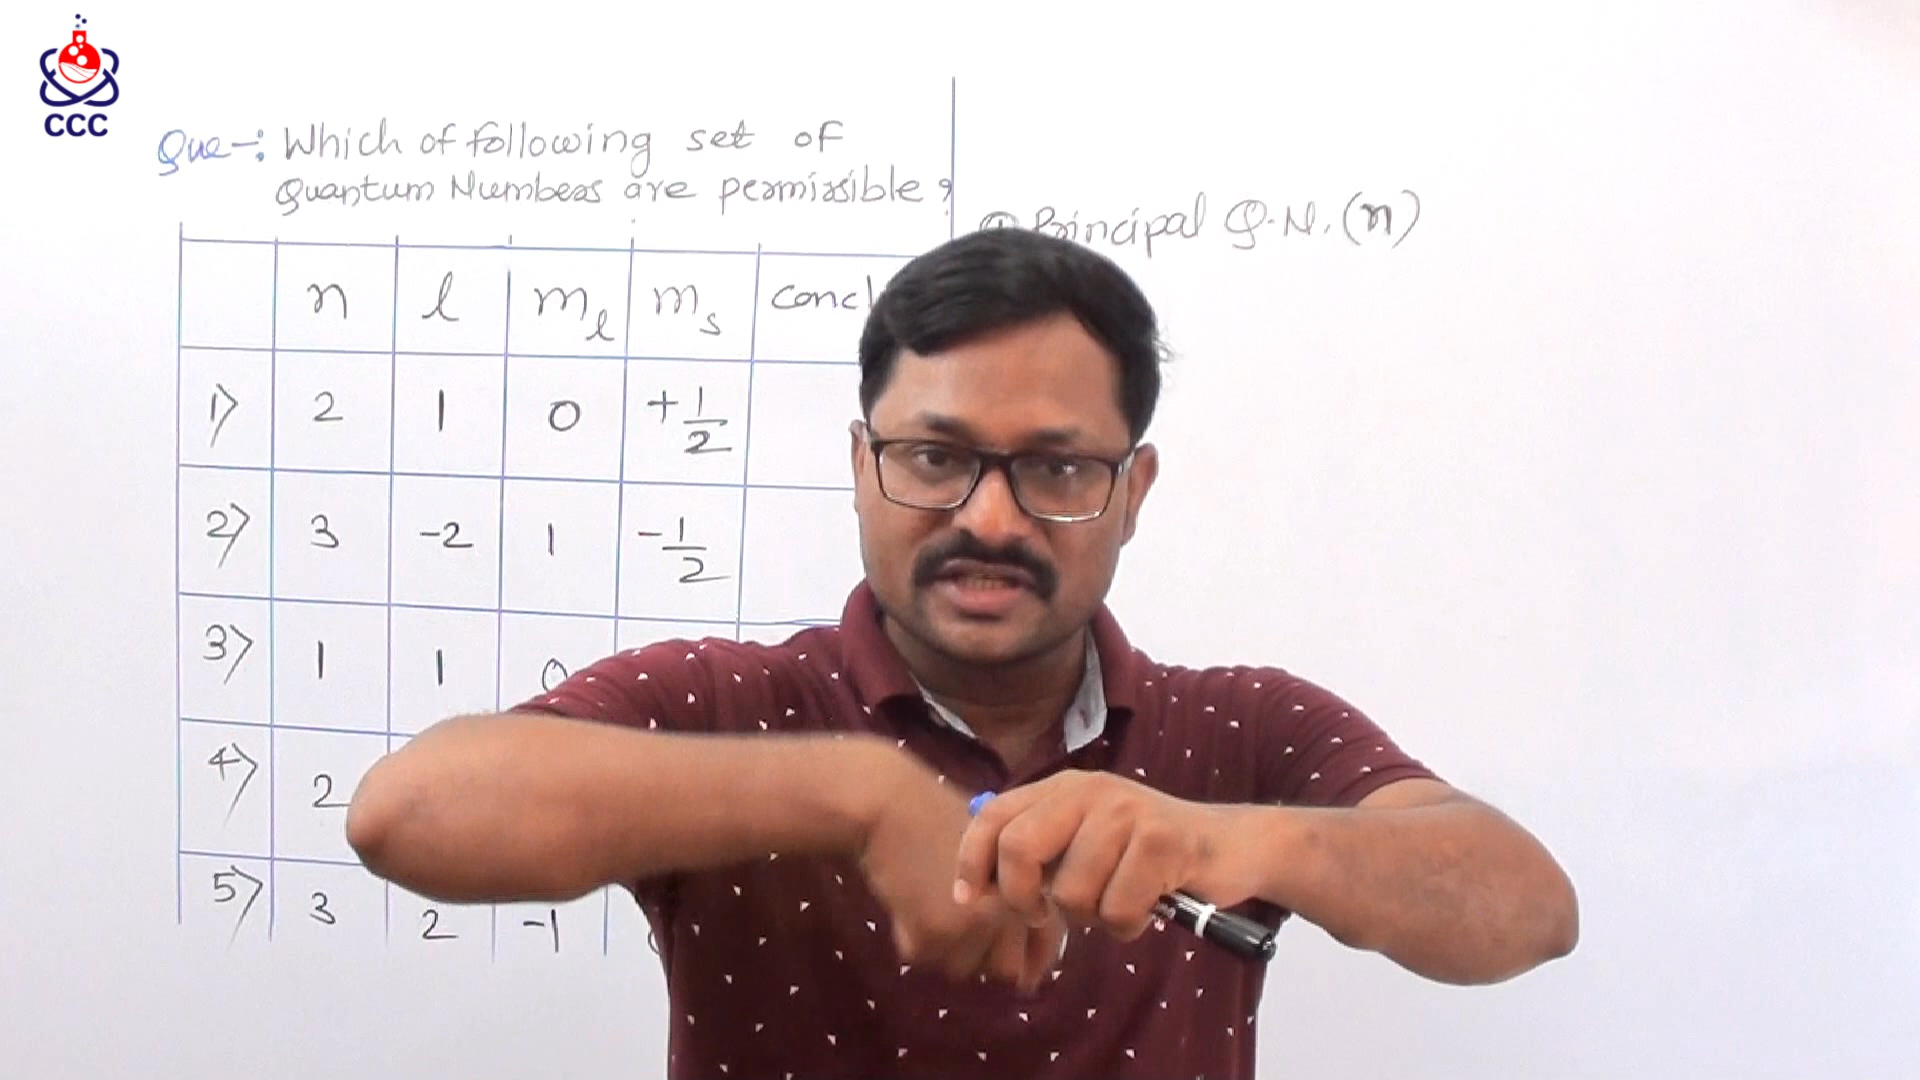 CCC
Que-: Which of following set of
Quantum Numbers are permissible ?
Principal Q.N. (n)
n l mₗ mₛ
1) 2 1 0 +1/2
2) 3 -2 1 -1/2
3) 1 1 0
4) 2
5) 3 2 -1